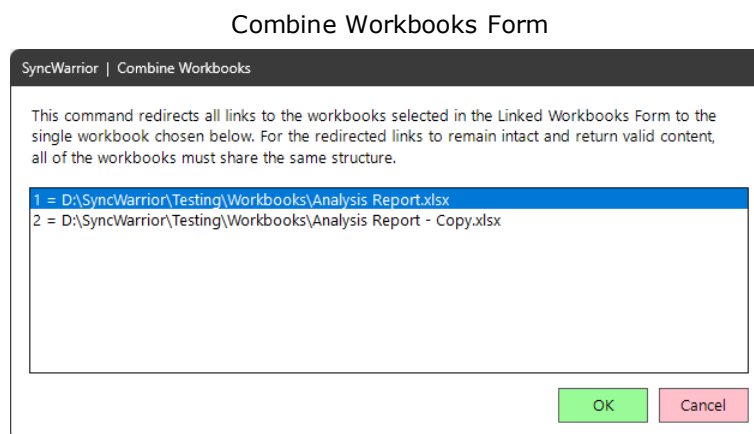 Combine Workbooks Form
SyncWarrior | Combine Workbooks
This command redirects all links to the workbooks selected in the Linked Workbooks Form to the
single workbook chosen below. For the redirected links to remain intact and return valid content,
all of the workbooks must share the same structure.
1 = D:\SyncWarrior\Testing\Workbooks\Analysis Report.xlsx
2 = D:\SyncWarrior\Testing\Workbooks\Analysis Report - Copy.xlsx
OK Cancel